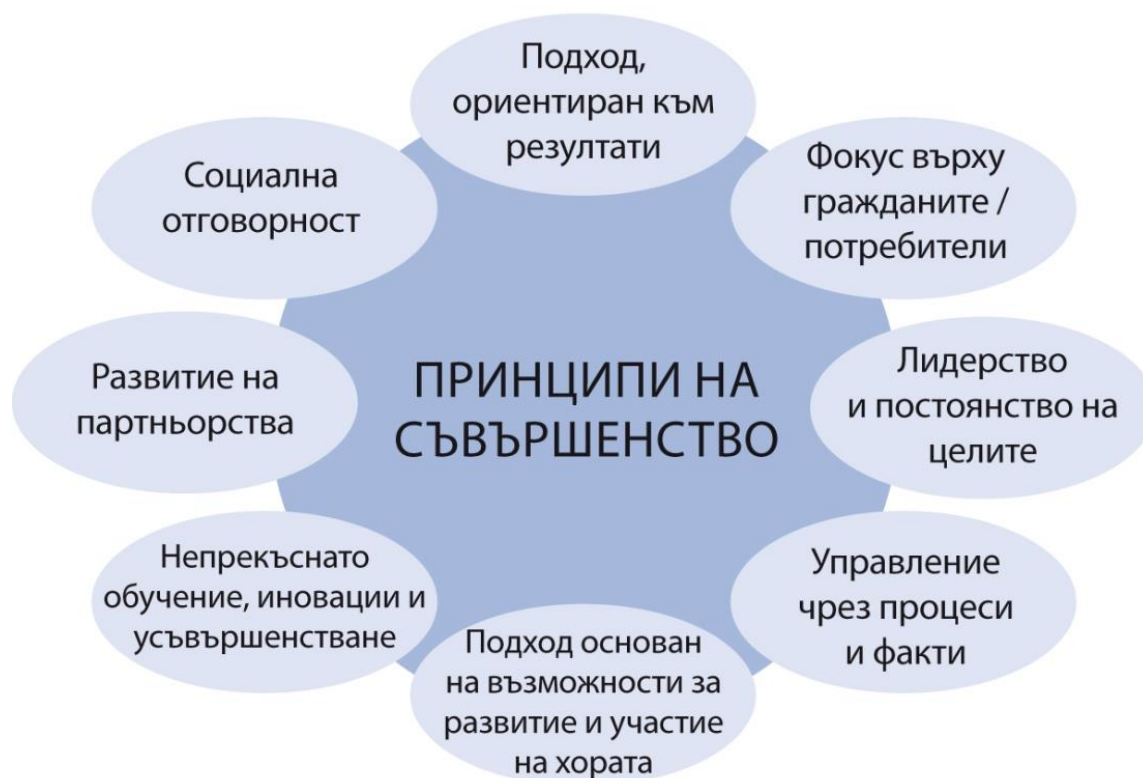 Подход,
ориентиран към
резултати
Фокус върху
гражданите /
потребители
Лидерство
и постоянство на
целите
Управление
чрез процеси
и факти
Подход основан
на възможности за
развитие и участие
на хората
Непрекъснато
обучение, иновации и
усъвършенстване
Развитие на
партньорства
Социална
отговорност
ПРИНЦИПИ НА
СЪВЪРШЕНСТВО